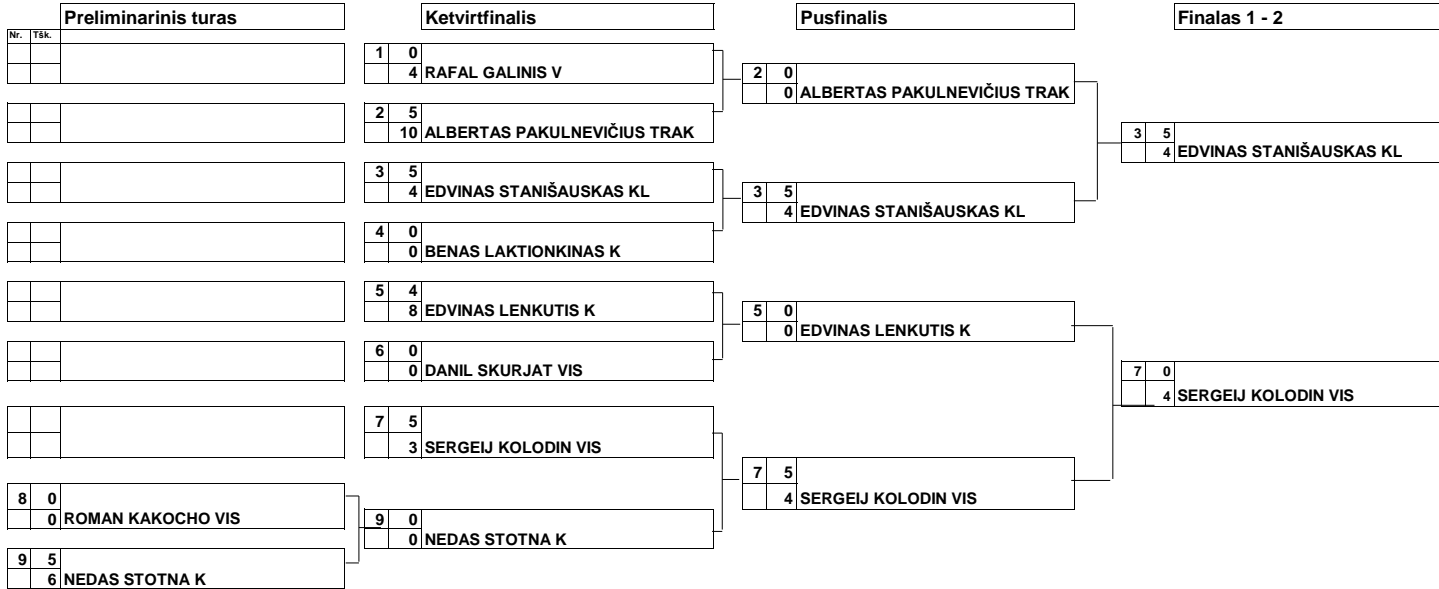 Preliminarinis turas
Ketvirtfinalis
Pusfinalis
Finalas 1 - 2
Nr. Tšk.
1 0
4 RAFAL GALINIS V
2 5
10 ALBERTAS PAKULNEVIČIUS TRAK
3 5
4 EDVINAS STANIŠAUSKAS KL
4 0
0 BENAS LAKTIONKINAS K
5 4
8 EDVINAS LENKUTIS K
6 0
0 DANIL SKURJAT VIS
7 5
3 SERGEIJ KOLODIN VIS
8 0
0 ROMAN KAKOCHO VIS
9 5
6 NEDAS STOTNA K
9 0
0 NEDAS STOTNA K
2 0
0 ALBERTAS PAKULNEVIČIUS TRAK
3 5
4 EDVINAS STANIŠAUSKAS KL
5 0
0 EDVINAS LENKUTIS K
7 5
4 SERGEIJ KOLODIN VIS
3 5
4 EDVINAS STANIŠAUSKAS KL
7 0
4 SERGEIJ KOLODIN VIS